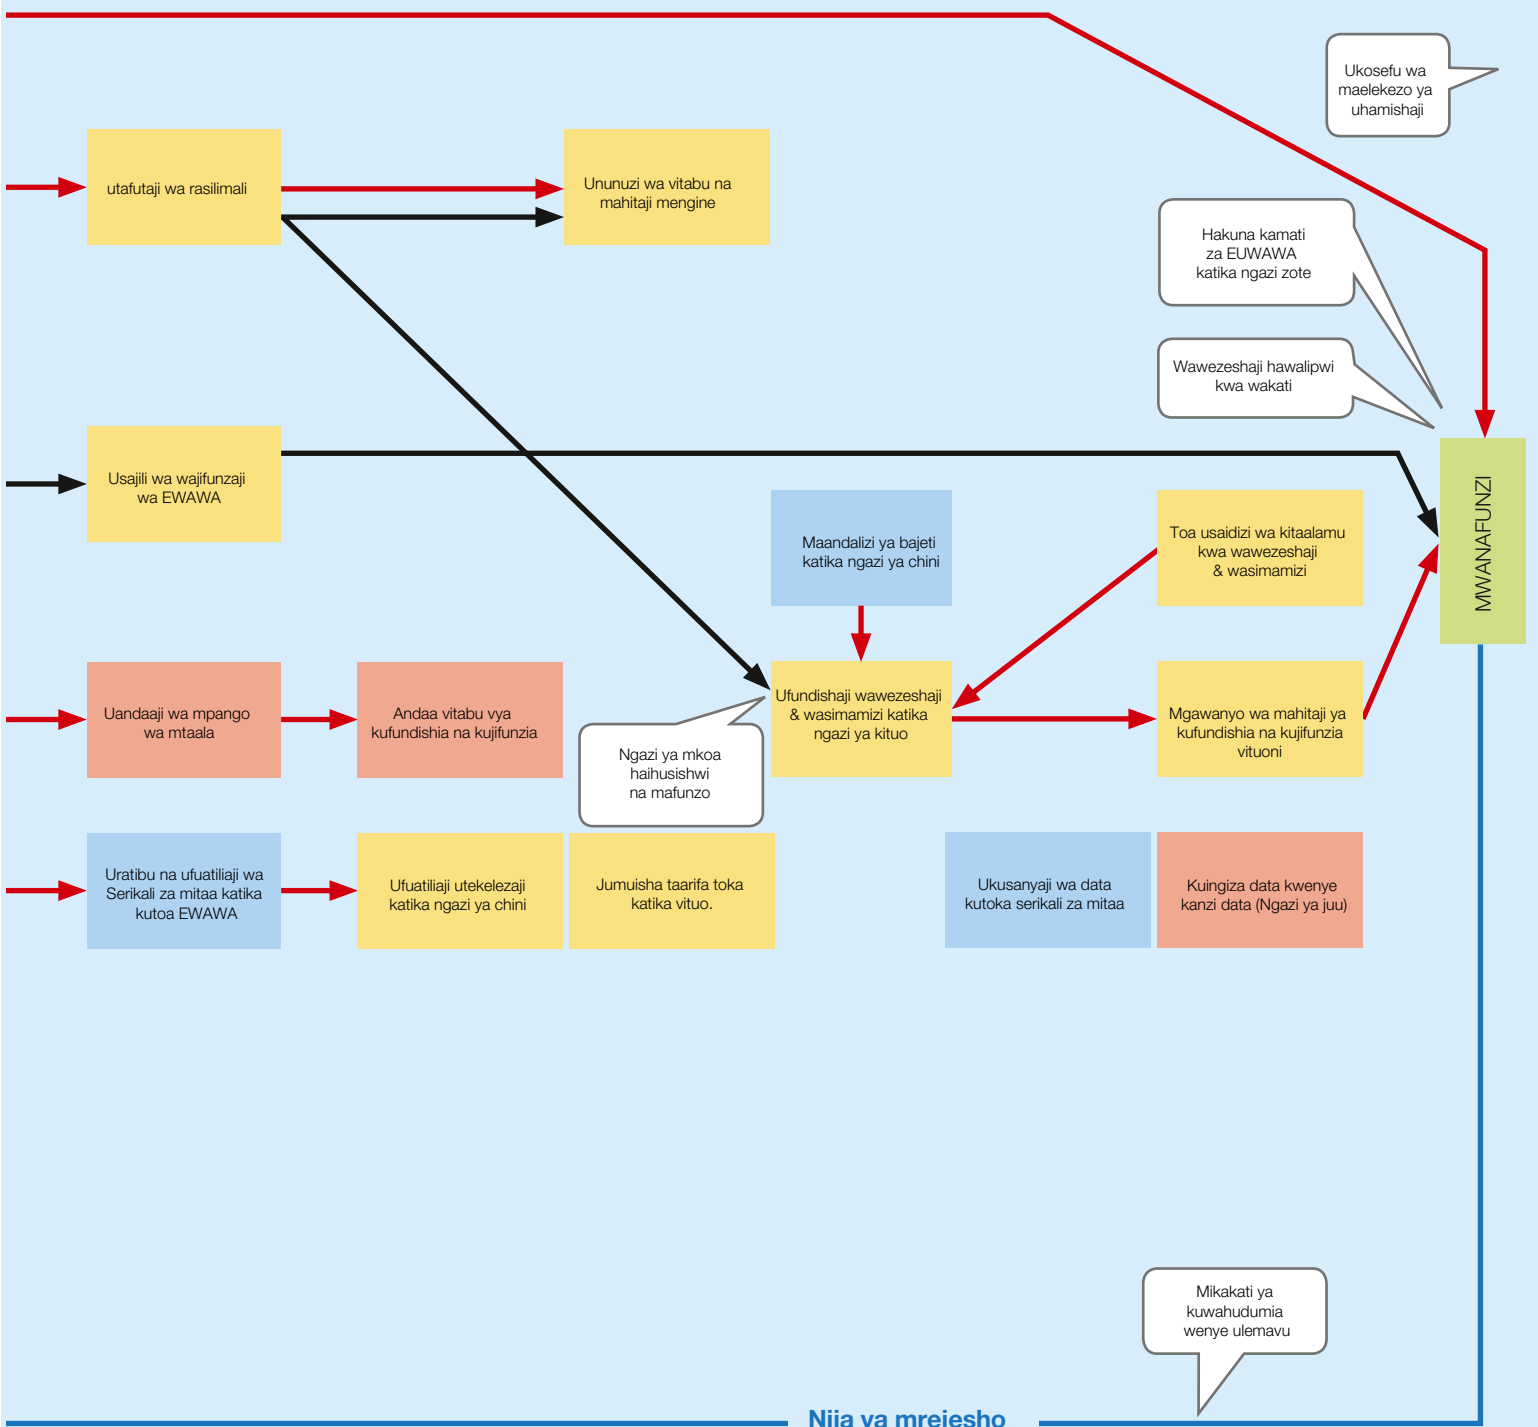 Ukosefu wa
maelekezo ya
uhamishaji
utafutaji wa rasilimali
Ununuzi wa vitabu na
mahitaji mengine
Hakuna kamati
za EUWAWA
katika ngazi zote
Wawezeshaji hawalipwi
kwa wakati
Usajili wa wajifunzaji
wa EWAWA
Maandalizi ya bajeti
katika ngazi ya chini
Toa usaidizi wa kitaalamu
kwa wawezeshaji
& wasimamizi
MWANAFUNZI
Uandaaji wa mpango
wa mtaala
Andaa vitabu vya
kufundishia na kujifunzia
Ngazi ya mkoa
haihusishwi
na mafunzo
Ufundishaji wawezeshaji
& wasimamizi katika
ngazi ya kituo
Mgawanyo wa mahitaji ya
kufundishia na kujifunzia
vituoni
Uratibu na ufuatiliaji wa
Serikali za mitaa katika
kutoa EWAWA
Ufuatiliaji utekelezaji
katika ngazi ya chini
Jumuisha taarifa toka
katika vituo.
Ukusanyaji wa data
kutoka serikali za mitaa
Kuingiza data kwenye
kanzi data (Ngazi ya juu)
Mikakati ya
kuwahudumia
wenye ulemavu
Njia ya mrejesho